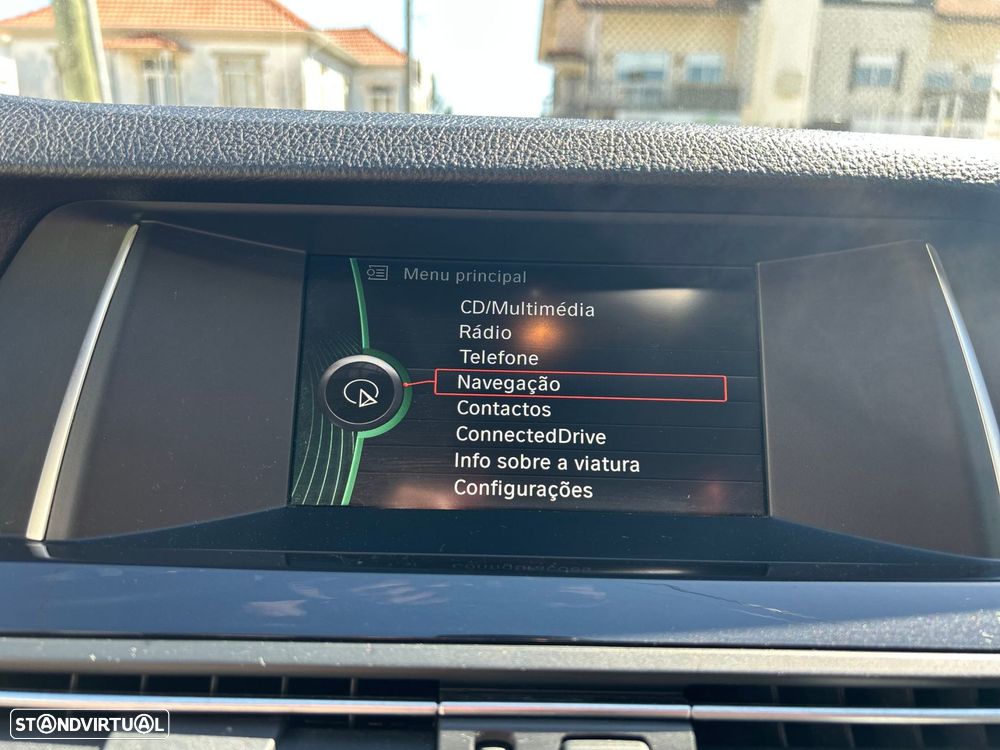 Menu principal
CD/Multimédia
Rádio
Telefone
Navegação
Contactos
ConnectedDrive
Info sobre a viatura
Configurações
STANDVIRTUAL